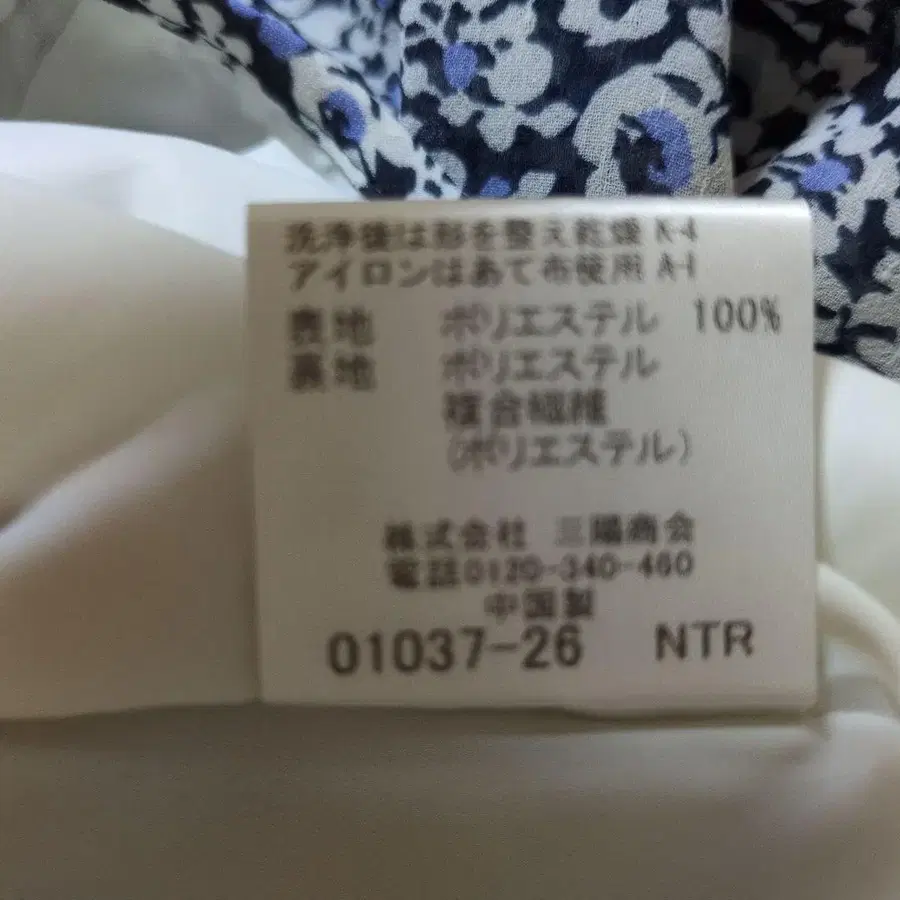 洗浄後は形を整え乾燥 K-4
アイロンはあて布使用 A-1
表地 ポリエステル 100%
裏地 ポリエステル
複合繊維
(ポリエステル)
株式会社 三陽商会
電話0120-340-460
中国製
01037-26 NTR